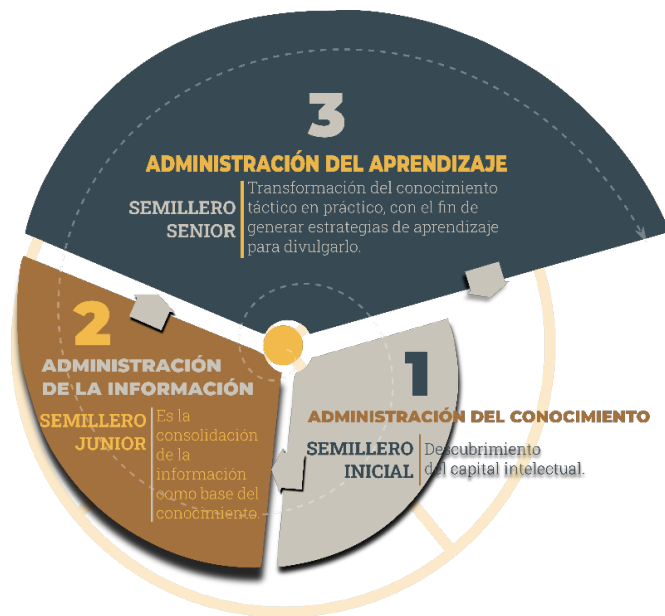 3
ADMINISTRACIÓN DEL APRENDIZAJE
SEMILLERO
SENIOR
Transformación del conocimiento
táctico en práctico, con el fin de
generar estrategias de aprendizaje
para divulgarlo.
2
ADMINISTRACIÓN
DE LA INFORMACIÓN
SEMILLERO
JUNIOR
Es la
consolidación
de la
información
como base del
conocimiento.
1
ADMINISTRACIÓN DEL CONOCIMIENTO
SEMILLERO
INICIAL
Descubrimiento
del capital intelectual.